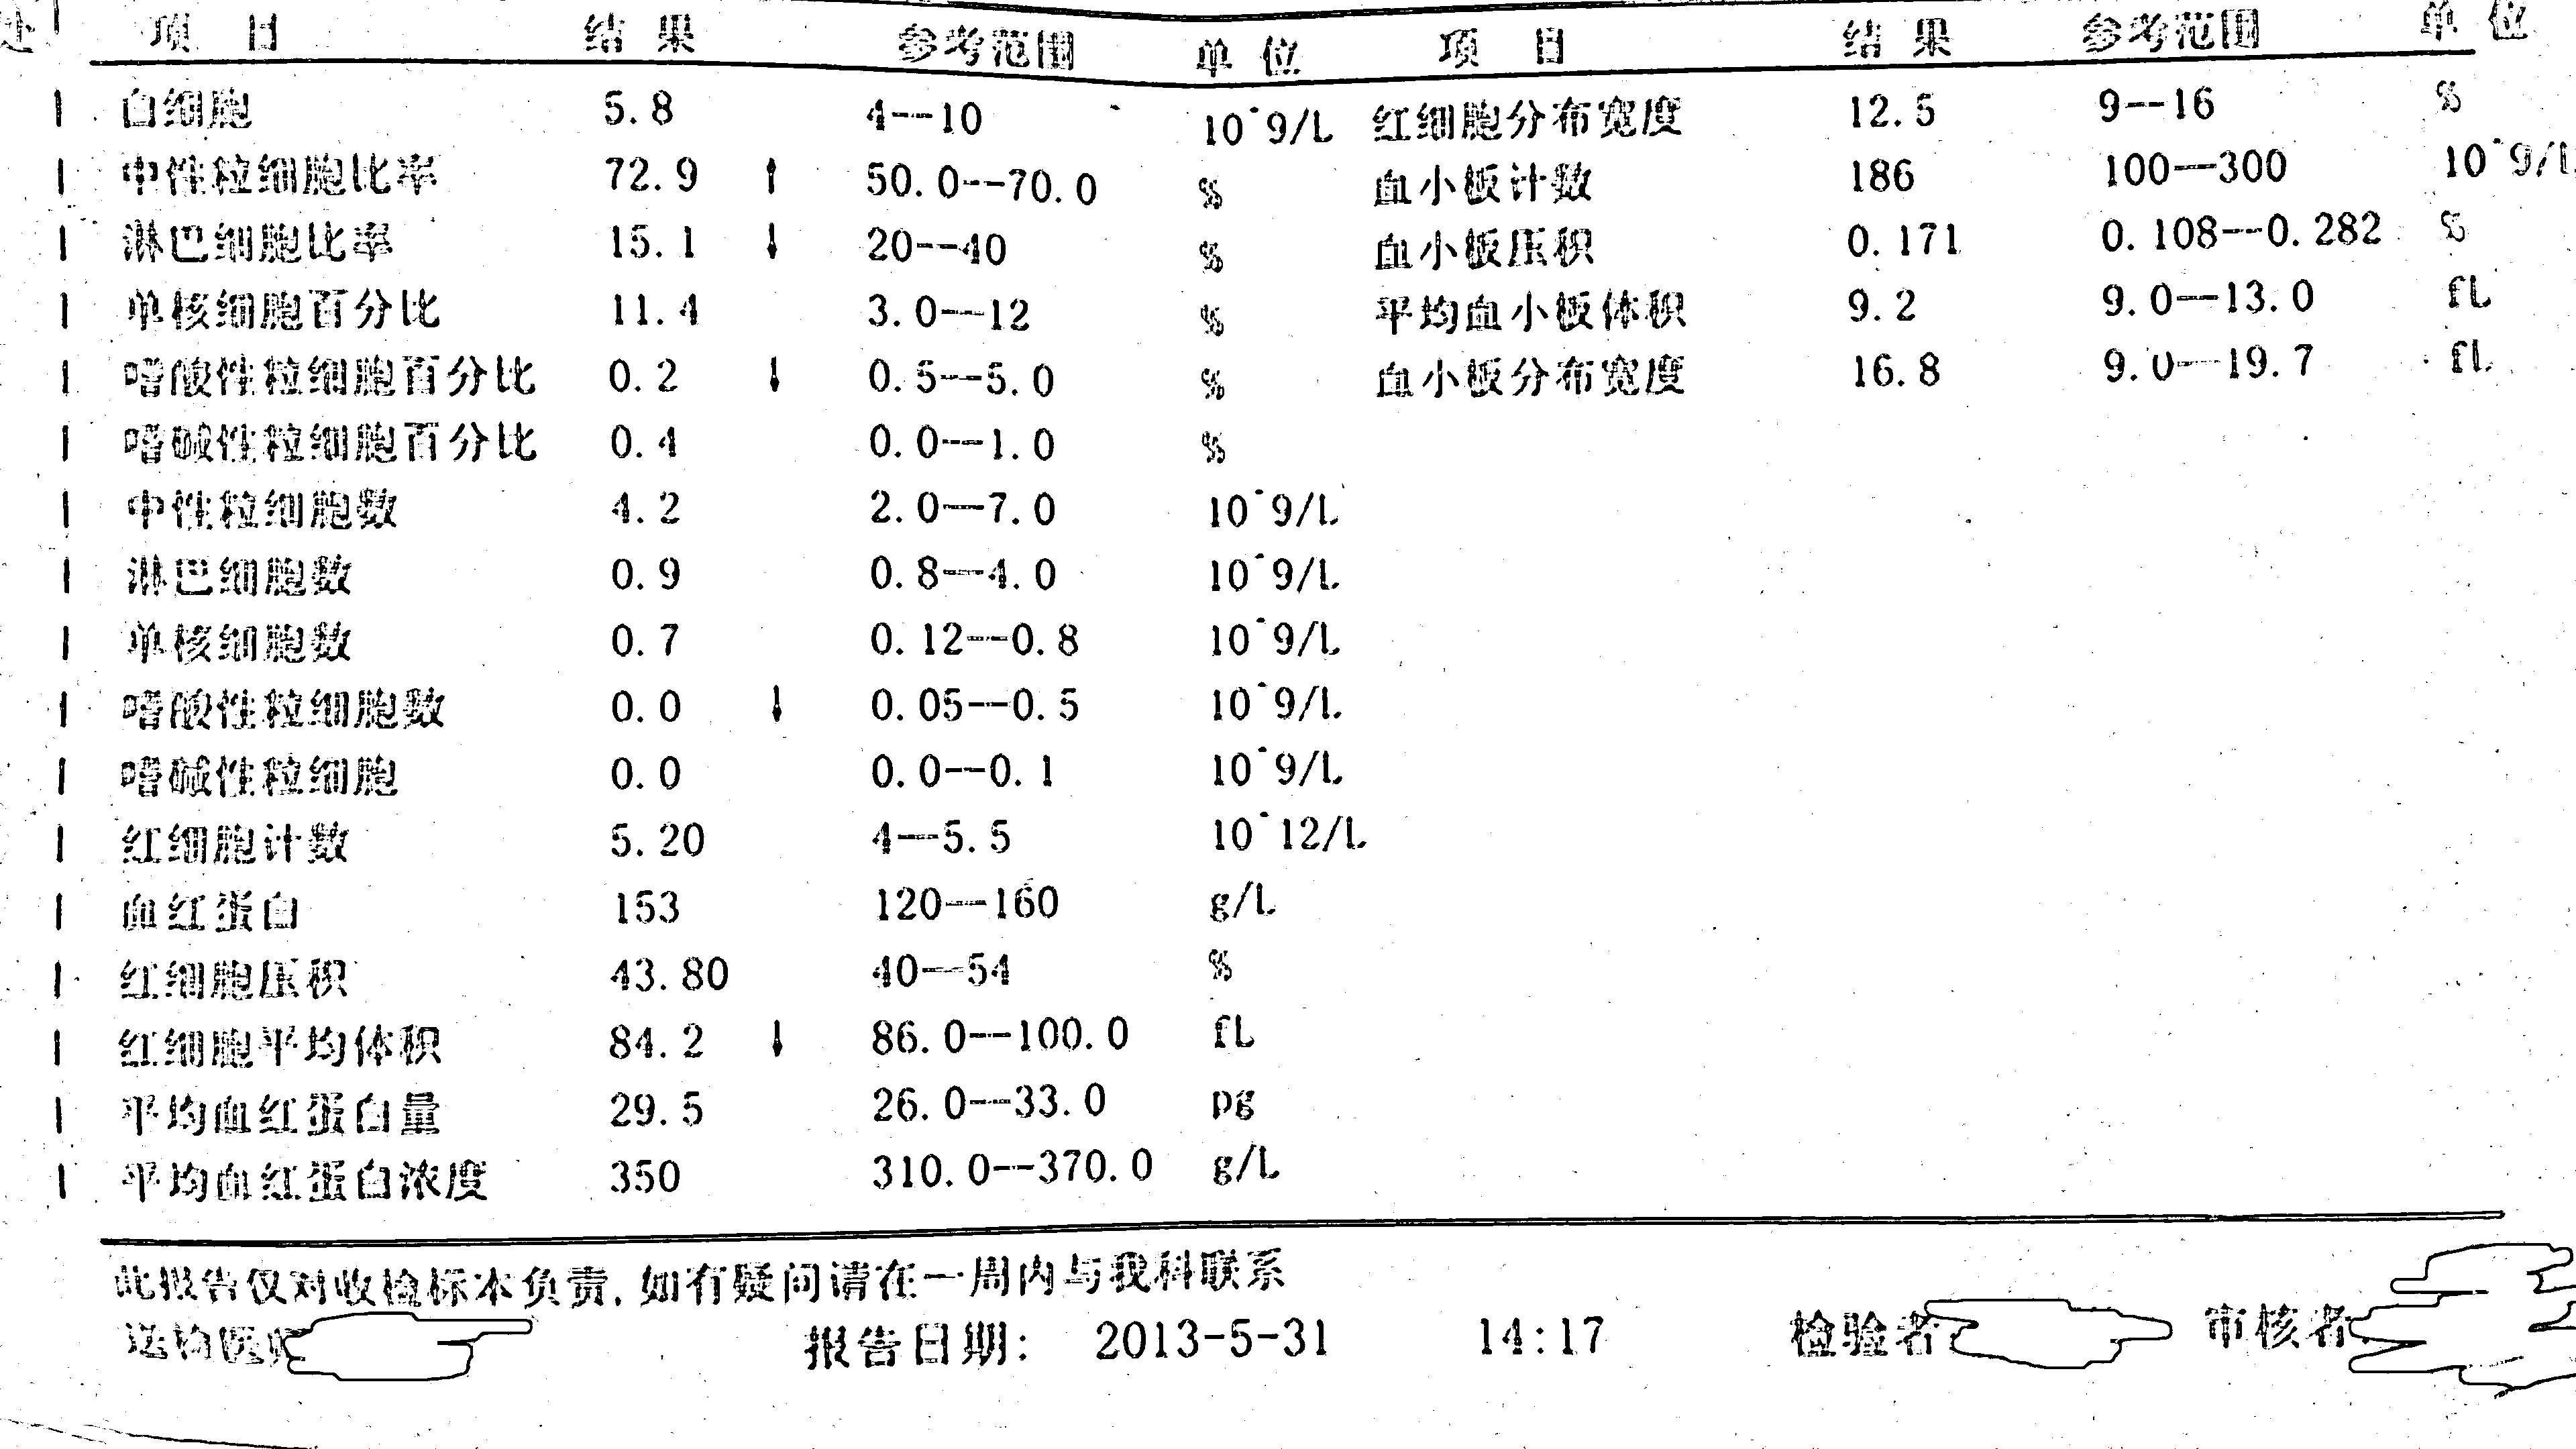 项 目 结 果 参考范围 单 位 项 目 结 果 参考范围 单 位
白细胞 5.8 4--10 10^9/L 红细胞分布宽度 12.5 9--16 %
中性粒细胞比率 72.9 ↑ 50.0--70.0 % 血小板计数 186 100--300 10^9/L
淋巴细胞比率 15.1 ↓ 20--40 % 血小板压积 0.171 0.108--0.282 %
单核细胞百分比 11.4 3.0--12 % 平均血小板体积 9.2 9.0--13.0 fL
嗜酸性粒细胞百分比 0.2 ↓ 0.5--5.0 % 血小板分布宽度 16.8 9.0--19.7 fL
嗜碱性粒细胞百分比 0.4 0.0--1.0 %
中性粒细胞数 4.2 2.0--7.0 10^9/L
淋巴细胞数 0.9 0.8--4.0 10^9/L
单核细胞数 0.7 0.12--0.8 10^9/L
嗜酸性粒细胞数 0.0 ↓ 0.05--0.5 10^9/L
嗜碱性粒细胞 0.0 0.0--0.1 10^9/L
红细胞计数 5.20 4--5.5 10^12/L
血红蛋白 153 120--160 g/L
红细胞压积 43.80 40--54 %
红细胞平均体积 84.2 ↓ 86.0--100.0 fL
平均血红蛋白量 29.5 26.0--33.0 pg
平均血红蛋白浓度 350 310.0--370.0 g/L
此报告仅对收检标本负责,如有疑问请在一周内与我科联系
送检医师 报告日期: 2013-5-31 14:17 检验者 审核者